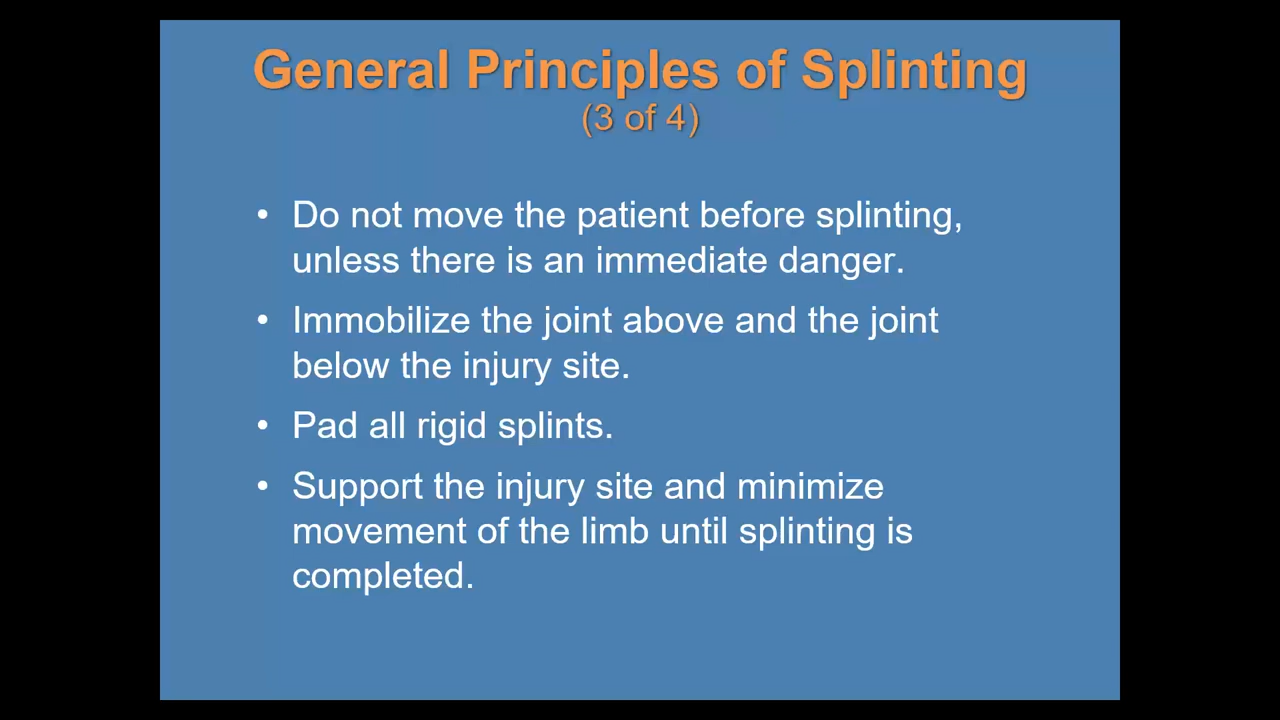 General Principles of Splinting
(3 of 4)
• Do not move the patient before splinting,
unless there is an immediate danger.
• Immobilize the joint above and the joint
below the injury site.
• Pad all rigid splints.
• Support the injury site and minimize
movement of the limb until splinting is
completed.